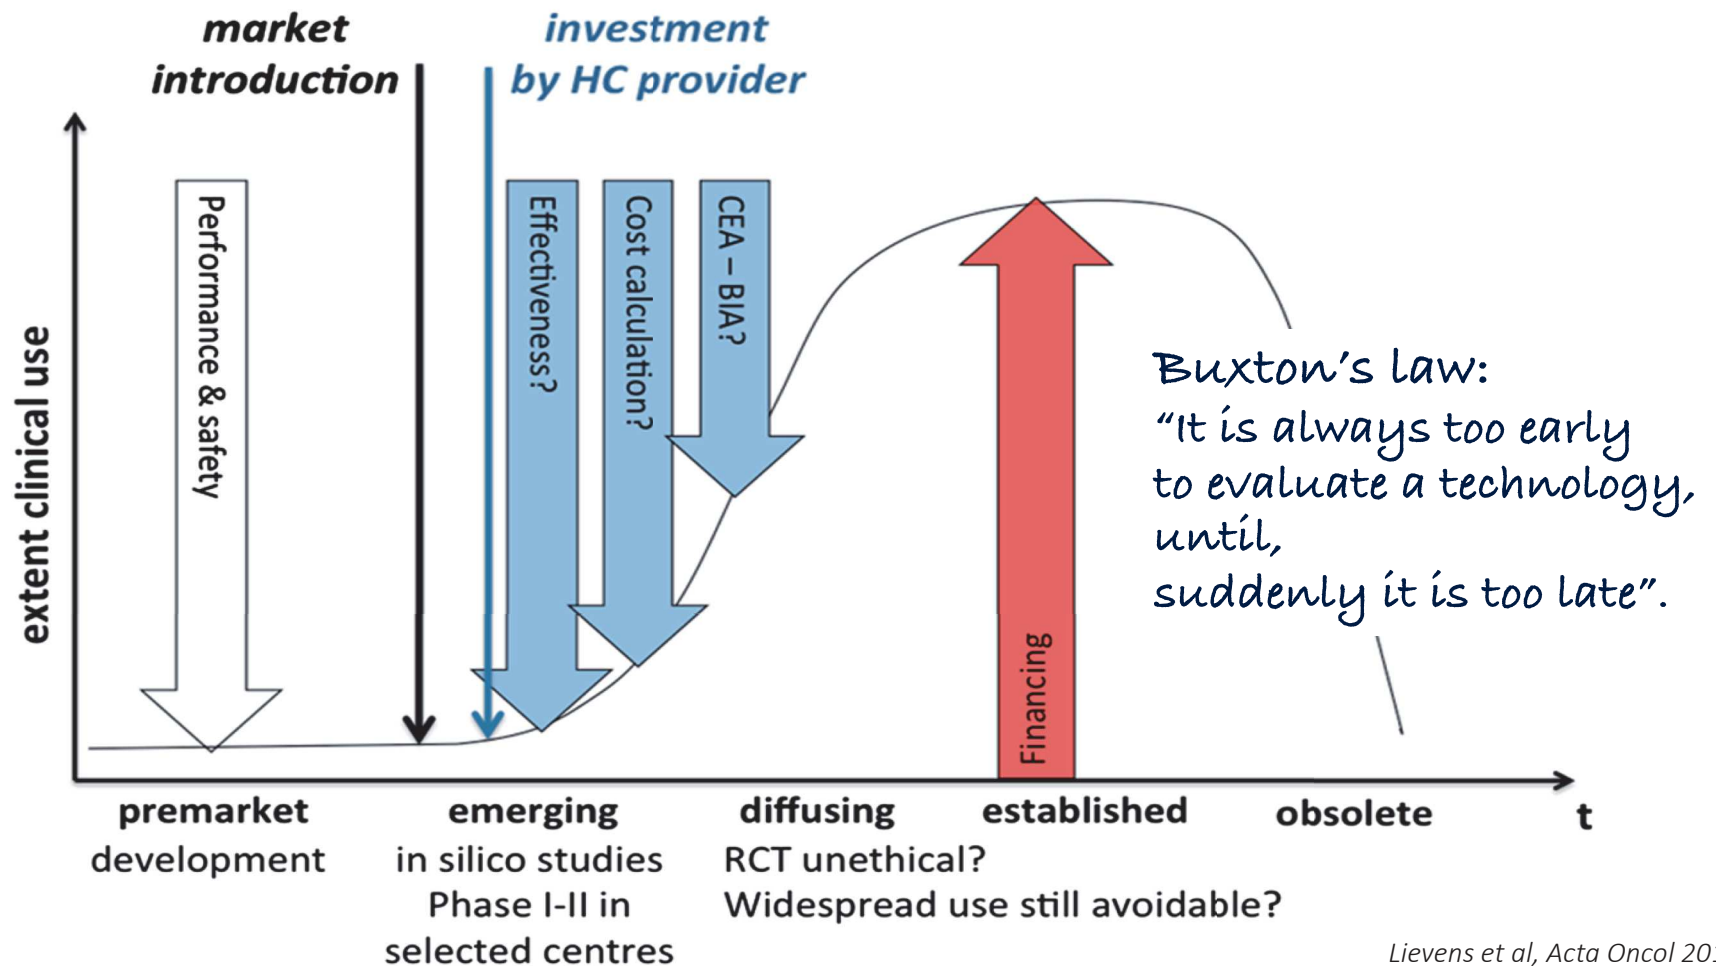 market
introduction
investment
by HC provider
extent clinical use
Performance & safety
Effectiveness?
Cost calculation?
CEA – BIA?
Financing
Buxton's law:
“It is always too early
to evaluate a technology,
until,
suddenly it is too late”.
premarket
development
emerging
in silico studies
Phase I-II in
selected centres
diffusing
RCT unethical?
Widespread use still avoidable?
established
obsolete
t
Lievens et al, Acta Oncol 201